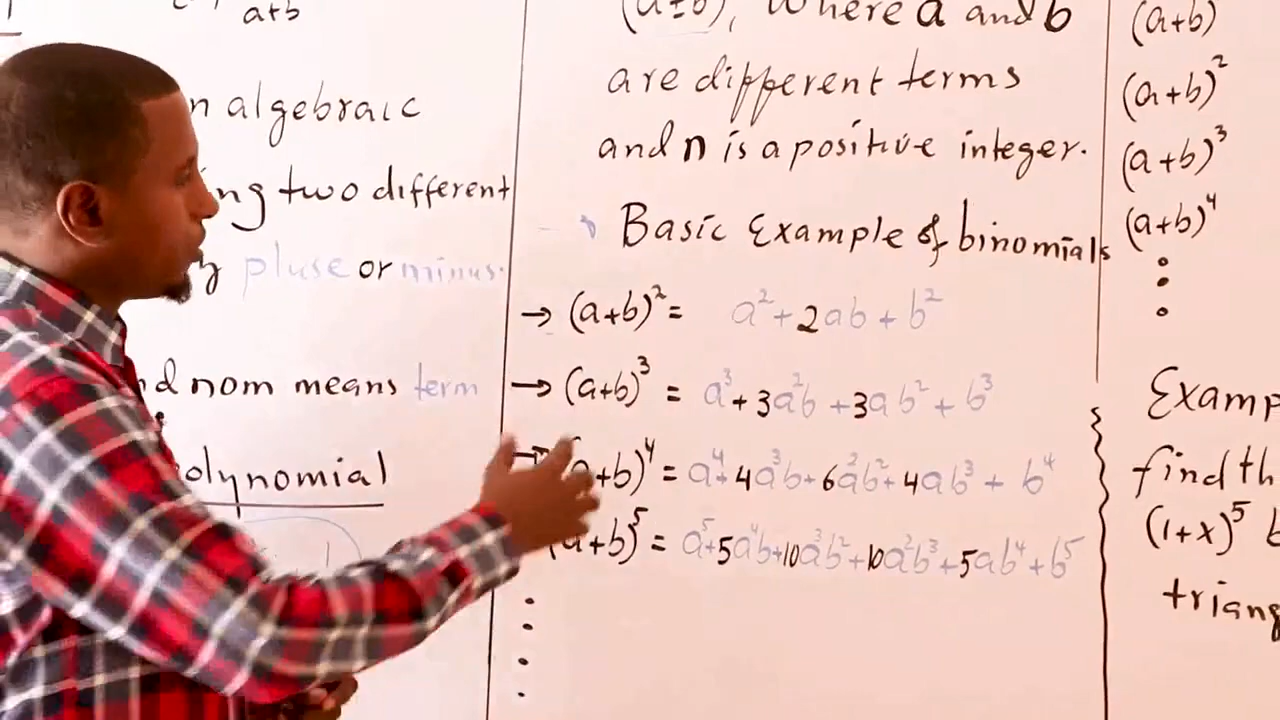 a+b
n algebraic
ng two different
y pluse or minus.
nd nom means term
olynomial
(a±b), where a and b
are different terms
and n is a positive integer.
Basic Example of binomials
→ (a+b)² = a² + 2ab + b²
→ (a+b)³ = a³ + 3a²b + 3ab² + b³
→ (a+b)⁴ = a⁴ + 4a³b + 6a²b² + 4ab³ + b⁴
(a+b)⁵ = a⁵ + 5a⁴b + 10a³b² + 10a²b³ + 5ab⁴ + b⁵
(a+b)
(a+b)²
(a+b)³
(a+b)⁴
Examp
find th
(1+x)⁵ b
triang